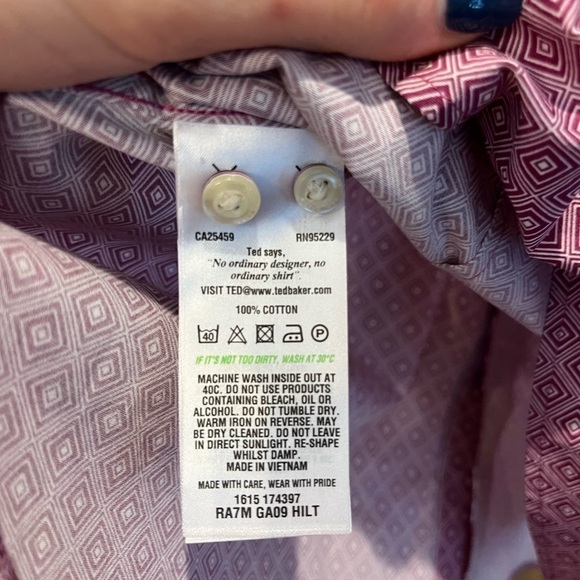 CA25459 RN95229
Ted says,
"No ordinary designer, no
ordinary shirt".
VISIT TED@www.tedbaker.com
100% COTTON
40 P
IF IT'S NOT TOO DIRTY, WASH AT 30°C
MACHINE WASH INSIDE OUT AT
40C. DO NOT USE PRODUCTS
CONTAINING BLEACH, OIL OR
ALCOHOL. DO NOT TUMBLE DRY.
WARM IRON ON REVERSE. MAY
BE DRY CLEANED. DO NOT LEAVE
IN DIRECT SUNLIGHT. RE-SHAPE
WHILST DAMP.
MADE IN VIETNAM
MADE WITH CARE, WEAR WITH PRIDE
1615 174397
RA7M GA09 HILT